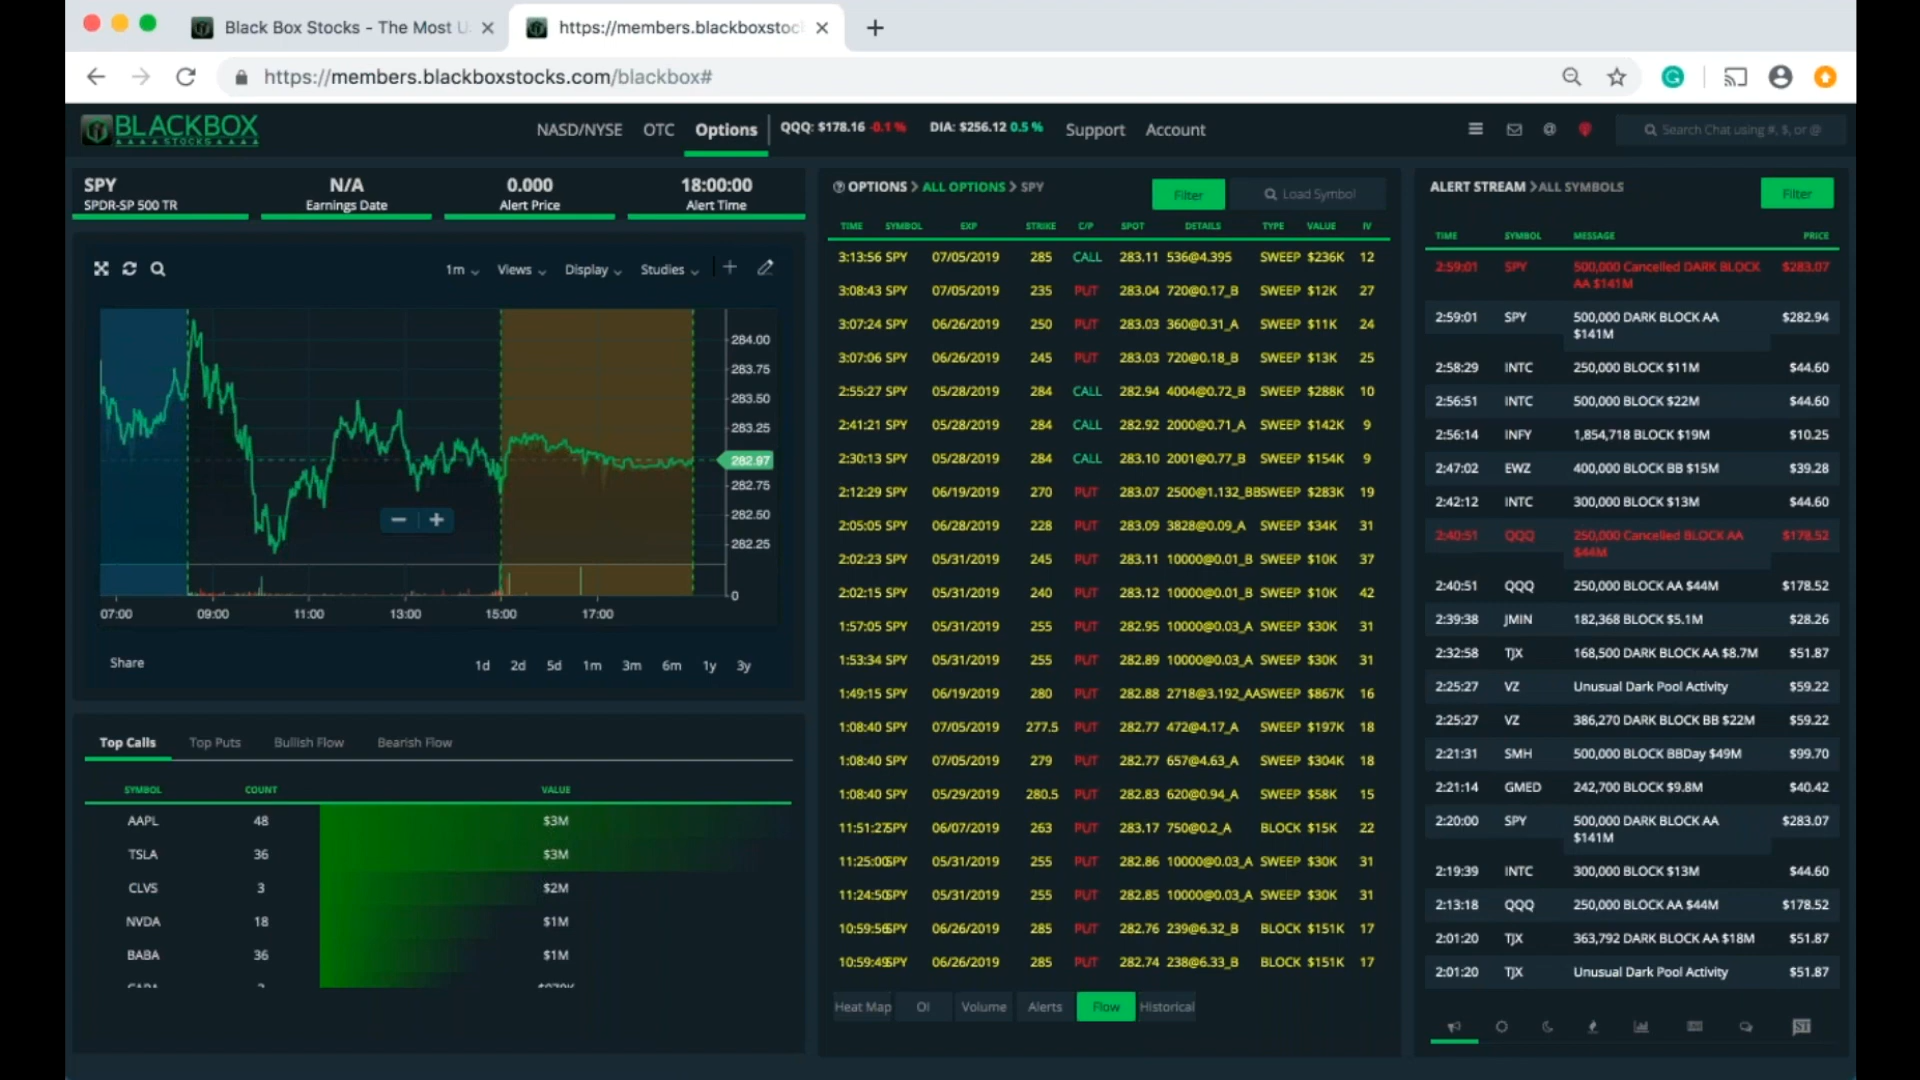 Black Box Stocks - The Most U
https://members.blackboxstoc
https://members.blackboxstocks.com/blackbox#
BLACKBOX
STOCKS
NASD/NYSE OTC Options QQQ: $178.16 -0.1 % DIA: $256.12 0.5 % Support Account
Search Chat using #, $, or @
SPY N/A 0.000 18:00:00
SPDR-SP 500 TR Earnings Date Alert Price Alert Time
1m Views Display Studies
284.00
283.75
283.50
283.25
282.97
282.75
282.50
282.25
0
07:00 09:00 11:00 13:00 15:00 17:00
Share 1d 2d 5d 1m 3m 6m 1y 3y
Top Calls Top Puts Bullish Flow Bearish Flow
SYMBOL COUNT VALUE
AAPL 48 $3M
TSLA 36 $3M
CLVS 3 $2M
NVDA 18 $1M
BABA 36 $1M
OPTIONS > ALL OPTIONS > SPY Filter Load Symbol
TIME SYMBOL EXP STRIKE C/P SPOT DETAILS TYPE VALUE IV
3:13:56 SPY 07/05/2019 285 CALL 283.11 536@4.395 SWEEP $236K 12
3:08:43 SPY 07/05/2019 235 PUT 283.04 720@0.17_B SWEEP $12K 27
3:07:24 SPY 06/26/2019 250 PUT 283.03 360@0.31_A SWEEP $11K 24
3:07:06 SPY 06/26/2019 245 PUT 283.03 720@0.18_B SWEEP $13K 25
2:55:27 SPY 05/28/2019 284 CALL 282.94 4004@0.72_B SWEEP $288K 10
2:41:21 SPY 05/28/2019 284 CALL 282.92 2000@0.71_A SWEEP $142K 9
2:30:13 SPY 05/28/2019 284 CALL 283.10 2001@0.77_B SWEEP $154K 9
2:12:29 SPY 06/19/2019 270 PUT 283.07 2500@1.132_BBSWEEP $283K 19
2:05:05 SPY 06/28/2019 228 PUT 283.09 3828@0.09_A SWEEP $34K 31
2:02:23 SPY 05/31/2019 245 PUT 283.11 10000@0.01_B SWEEP $10K 37
2:02:15 SPY 05/31/2019 240 PUT 283.12 10000@0.01_B SWEEP $10K 42
1:57:05 SPY 05/31/2019 255 PUT 282.95 10000@0.03_A SWEEP $30K 31
1:53:34 SPY 05/31/2019 255 PUT 282.89 10000@0.03_A SWEEP $30K 31
1:49:15 SPY 06/19/2019 280 PUT 282.88 2718@3.192_AASWEEP $867K 16
1:08:40 SPY 07/05/2019 277.5 PUT 282.77 472@4.17_A SWEEP $197K 18
1:08:40 SPY 07/05/2019 279 PUT 282.77 657@4.63_A SWEEP $304K 18
1:08:40 SPY 05/29/2019 280.5 PUT 282.83 620@0.94_A SWEEP $58K 15
11:51:27SPY 06/07/2019 263 PUT 283.17 750@0.2_A BLOCK $15K 22
11:25:00SPY 05/31/2019 255 PUT 282.86 10000@0.03_A SWEEP $30K 31
11:24:50SPY 05/31/2019 255 PUT 282.85 10000@0.03_A SWEEP $30K 31
10:59:56SPY 06/26/2019 285 PUT 282.76 239@6.32_B BLOCK $151K 17
10:59:49SPY 06/26/2019 285 PUT 282.74 238@6.33_B BLOCK $151K 17
Heat Map OI Volume Alerts Flow Historical
ALERT STREAM >ALL SYMBOLS Filter
TIME SYMBOL MESSAGE PRICE
2:59:01 SPY 500,000 Cancelled DARK BLOCK $283.07
AA $141M
2:59:01 SPY 500,000 DARK BLOCK AA $282.94
$141M
2:58:29 INTC 250,000 BLOCK $11M $44.60
2:56:51 INTC 500,000 BLOCK $22M $44.60
2:56:14 INFY 1,854,718 BLOCK $19M $10.25
2:47:02 EWZ 400,000 BLOCK BB $15M $39.28
2:42:12 INTC 300,000 BLOCK $13M $44.60
2:40:51 QQQ 250,000 Cancelled BLOCK AA $178.52
$44M
2:40:51 QQQ 250,000 BLOCK AA $44M $178.52
2:39:38 JMIN 182,368 BLOCK $5.1M $28.26
2:32:58 TJX 168,500 DARK BLOCK AA $8.7M $51.87
2:25:27 VZ Unusual Dark Pool Activity $59.22
2:25:27 VZ 386,270 DARK BLOCK BB $22M $59.22
2:21:31 SMH 500,000 BLOCK BBDay $49M $99.70
2:21:14 GMED 242,700 BLOCK $9.8M $40.42
2:20:00 SPY 500,000 DARK BLOCK AA $283.07
$141M
2:19:39 INTC 300,000 BLOCK $13M $44.60
2:13:18 QQQ 250,000 BLOCK AA $44M $178.52
2:01:20 TJX 363,792 DARK BLOCK AA $18M $51.87
2:01:20 TJX Unusual Dark Pool Activity $51.87
ST